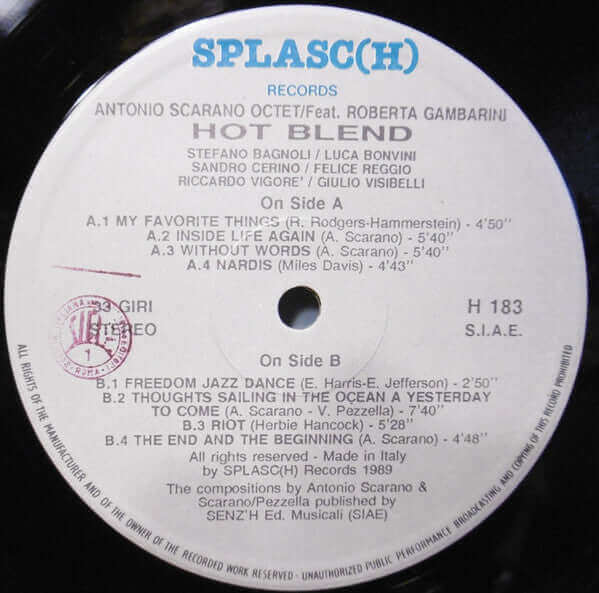 SPLASC(H)
RECORDS
ANTONIO SCARANO OCTET/Feat. ROBERTA GAMBARINI
HOT BLEND
STEFANO BAGNOLI / LUCA BONVINI
SANDRO CERINO / FELICE REGGIO
RICCARDO VIGORE' / GIULIO VISIBELLI
On Side A
A.1 MY FAVORITE THINGS (R. Rodgers-Hammerstein) - 4'50"
A.2 INSIDE LIFE AGAIN (A. Scarano) - 5'40"
A.3 WITHOUT WORDS (A. Scarano) - 5'40"
A.4 NARDIS (Miles Davis) - 4'43"
33 GIRI
STEREO
H 183
S.I.A.E.
1
ROMA
On Side B
B.1 FREEDOM JAZZ DANCE (E. Harris-E. Jefferson) - 2'50"
B.2 THOUGHTS SAILING IN THE OCEAN A YESTERDAY
TO COME (A. Scarano - V. Pezzella) - 7'40"
B.3 RIOT (Herbie Hancock) - 5'28"
B.4 THE END AND THE BEGINNING (A. Scarano) - 4'48"
All rights reserved - Made in Italy
by SPLASC(H) Records 1989
The compositions by Antonio Scarano &
Scarano/Pezzella published by
SENZ'H Ed. Musicali (SIAE)
ALL RIGHTS OF THE MANUFACTURER AND OF THE OWNER OF THE RECORDED WORK RESERVED - UNAUTHORIZED PUBLIC PERFORMANCE BROADCASTING AND COPYING OF THIS RECORD PROHIBITED